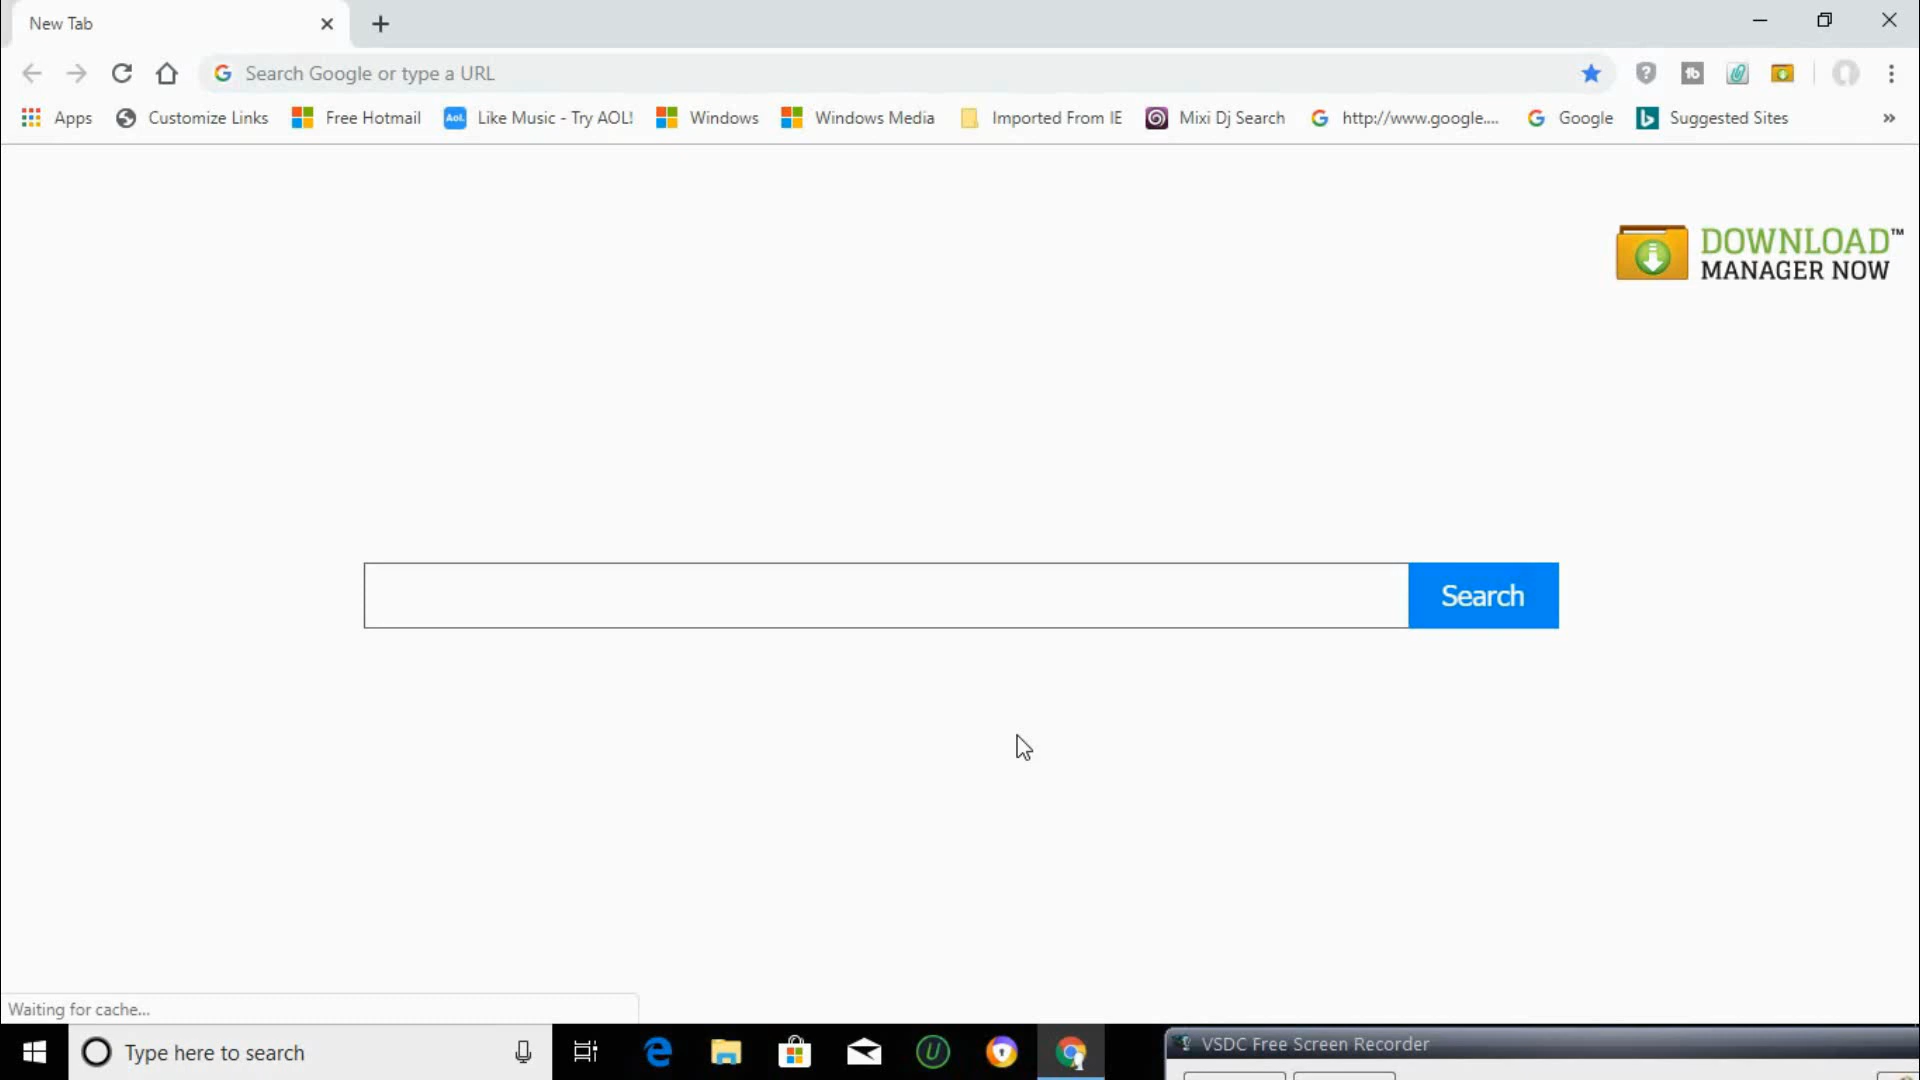 New Tab
Search Google or type a URL
Apps Customize Links Free Hotmail Aol. Like Music - Try AOL! Windows Windows Media Imported From IE Mixi Dj Search http://www.google.... Google Suggested Sites »
DOWNLOAD™
MANAGER NOW
Search
Waiting for cache...
Type here to search
VSDC Free Screen Recorder